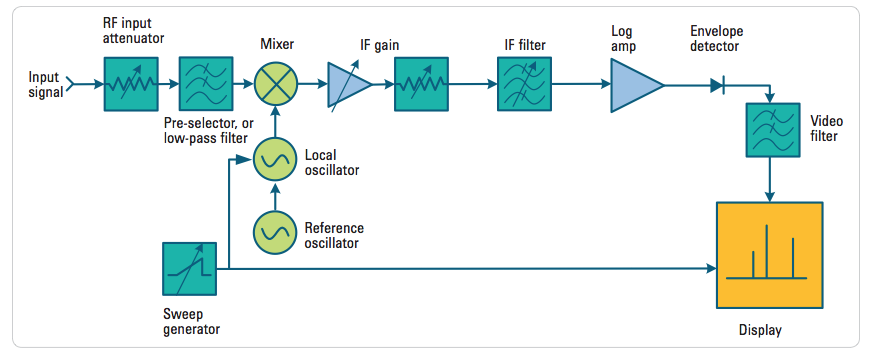 RF input
attenuator
Mixer
IF gain
IF filter
Log
amp
Envelope
detector
Input
signal
Pre-selector, or
low-pass filter
Video
filter
Local
oscillator
Reference
oscillator
Sweep
generator
Display